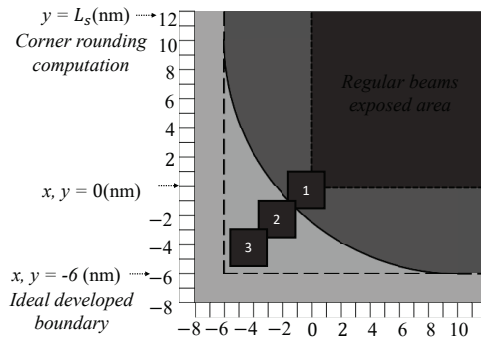 y = Lₛ(nm)
Corner rounding
computation
x, y = 0(nm)
x, y = -6 (nm)
Ideal developed
boundary
12
10
8
6
4
2
−2
−4
−6
−8
Regular beams
exposed area
1
2
3
−8 −6 −4 −2 0 2 4 6 8 10